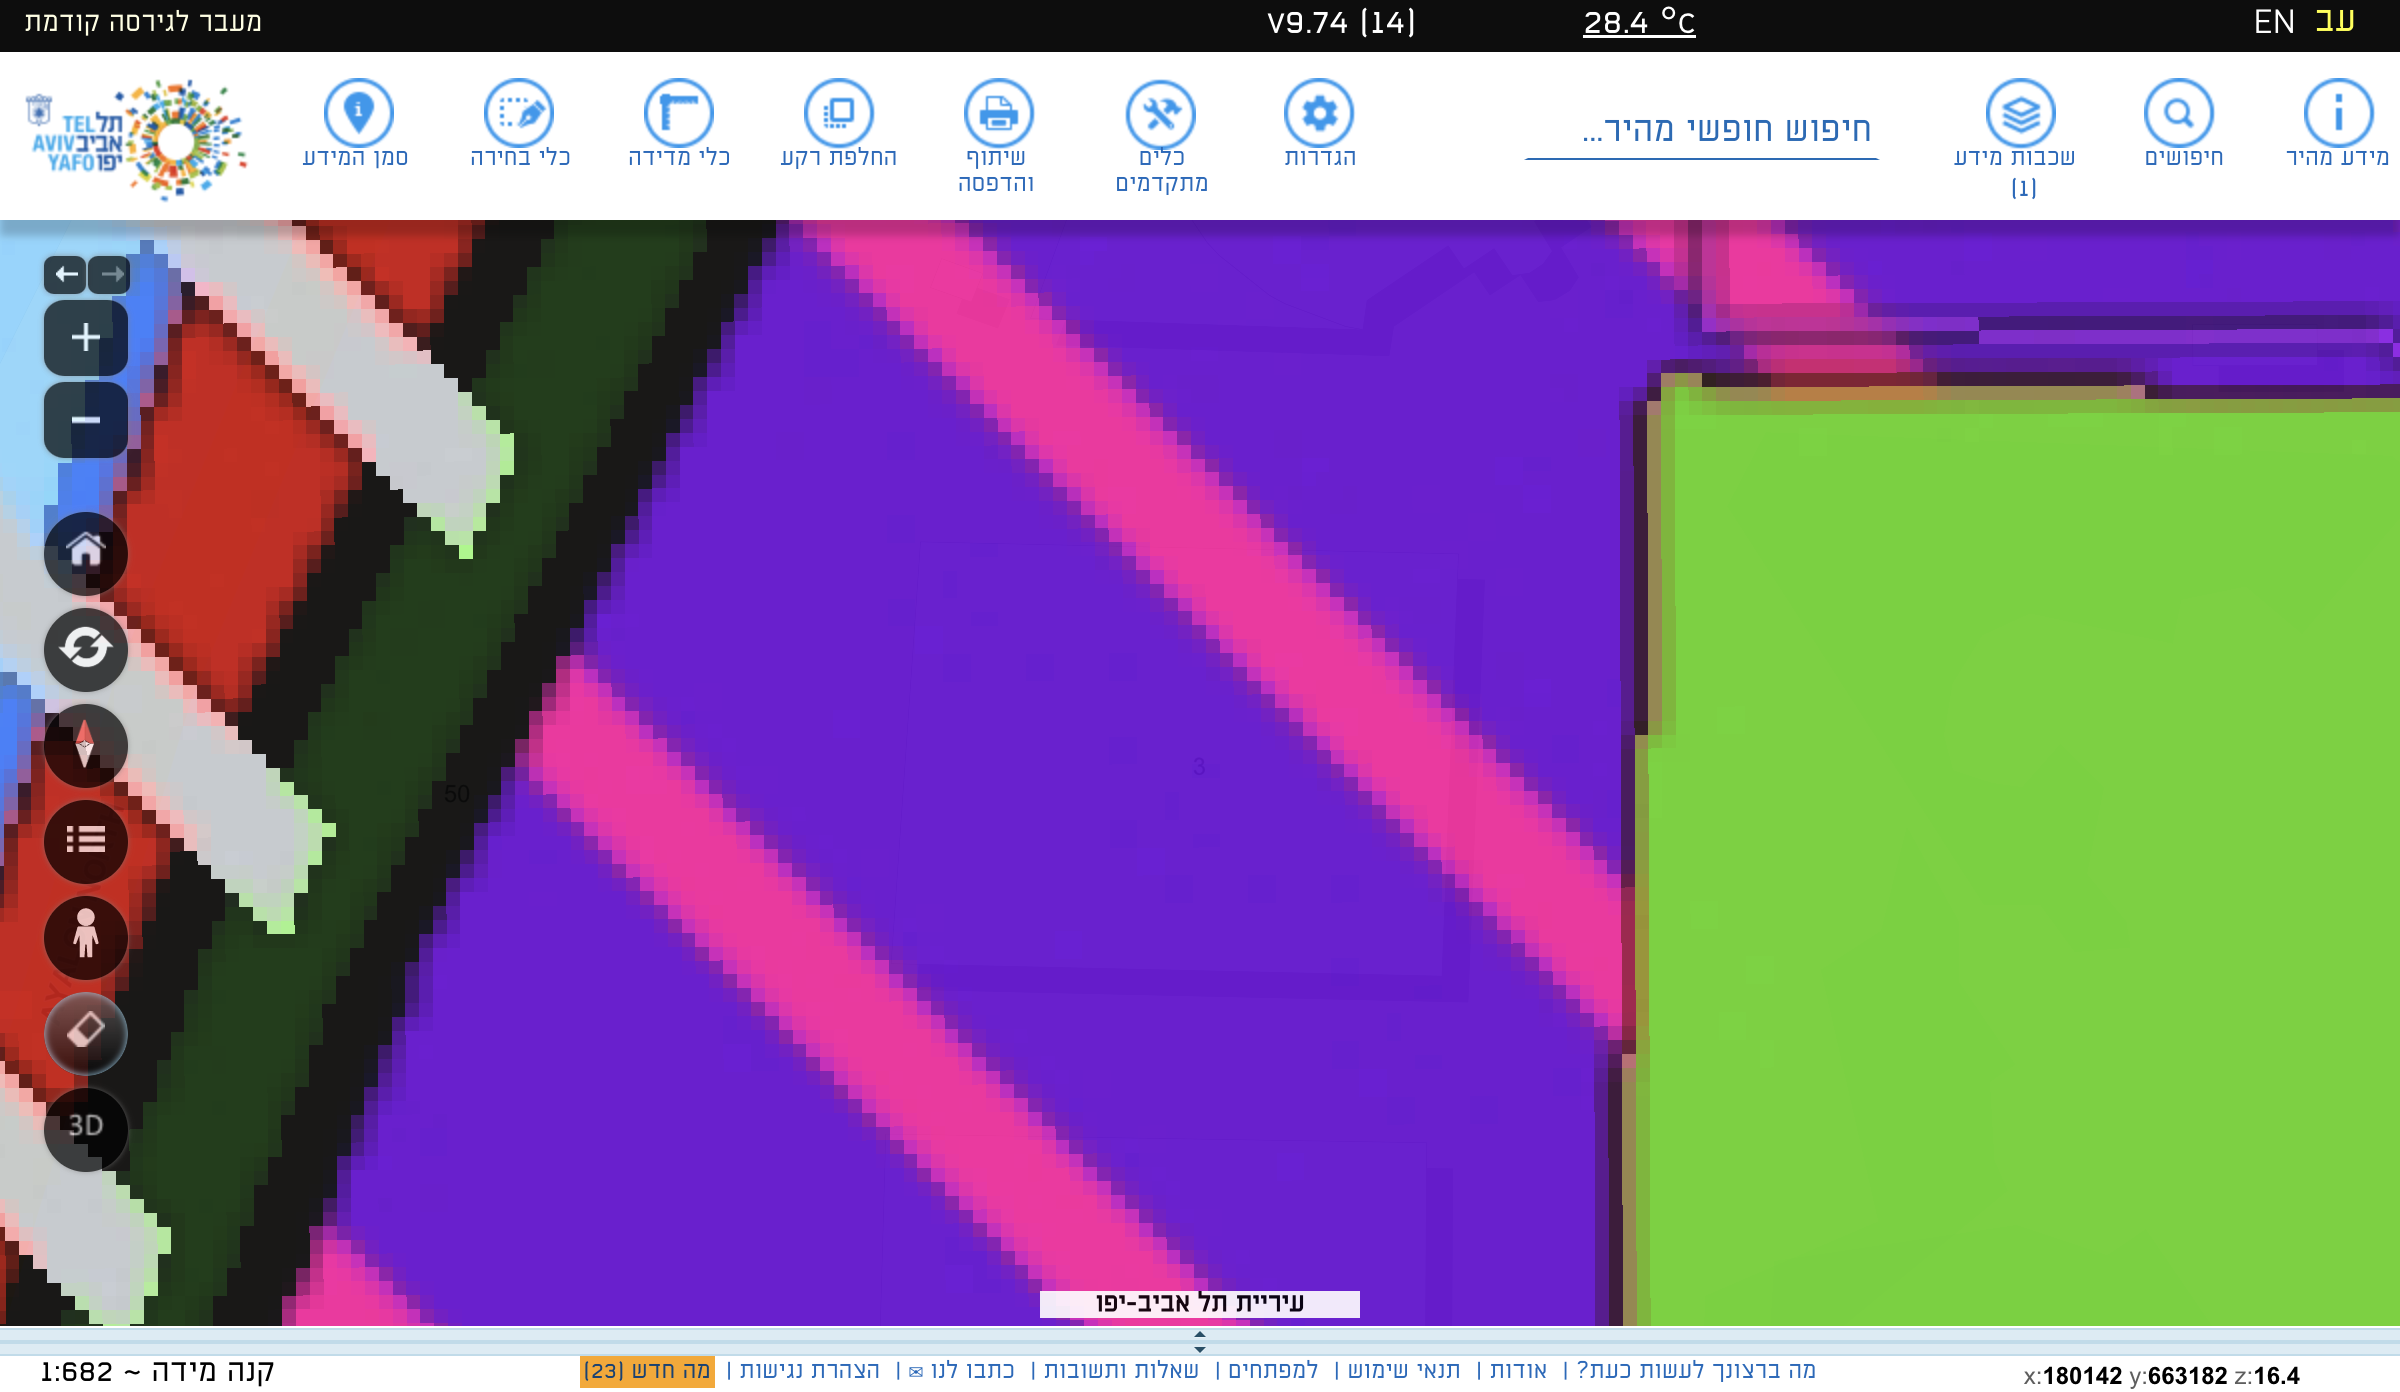 עב EN
28.4 °C
V9.74 (14)
מעבר לגירסה קודמת
מידע מהיר
חיפושים
שכבות מידע
(1)
חיפוש חופשי מהיר...
הגדרות
כלים
מתקדמים
שיתוף
והדפסה
החלפת רקע
כלי מדידה
כלי בחירה
סמן המידע
תל אביב יפו
TEL AVIV YAFO
3
50
3D
עיריית תל אביב-יפו
קנה מידה ~ 1:682
מה ברצונך לעשות כעת? | אודות | תנאי שימוש | למפתחים | שאלות ותשובות | כתבו לנו ✉ | הצהרת נגישות | מה חדש (23)
x:180142 y:663182 z:16.4